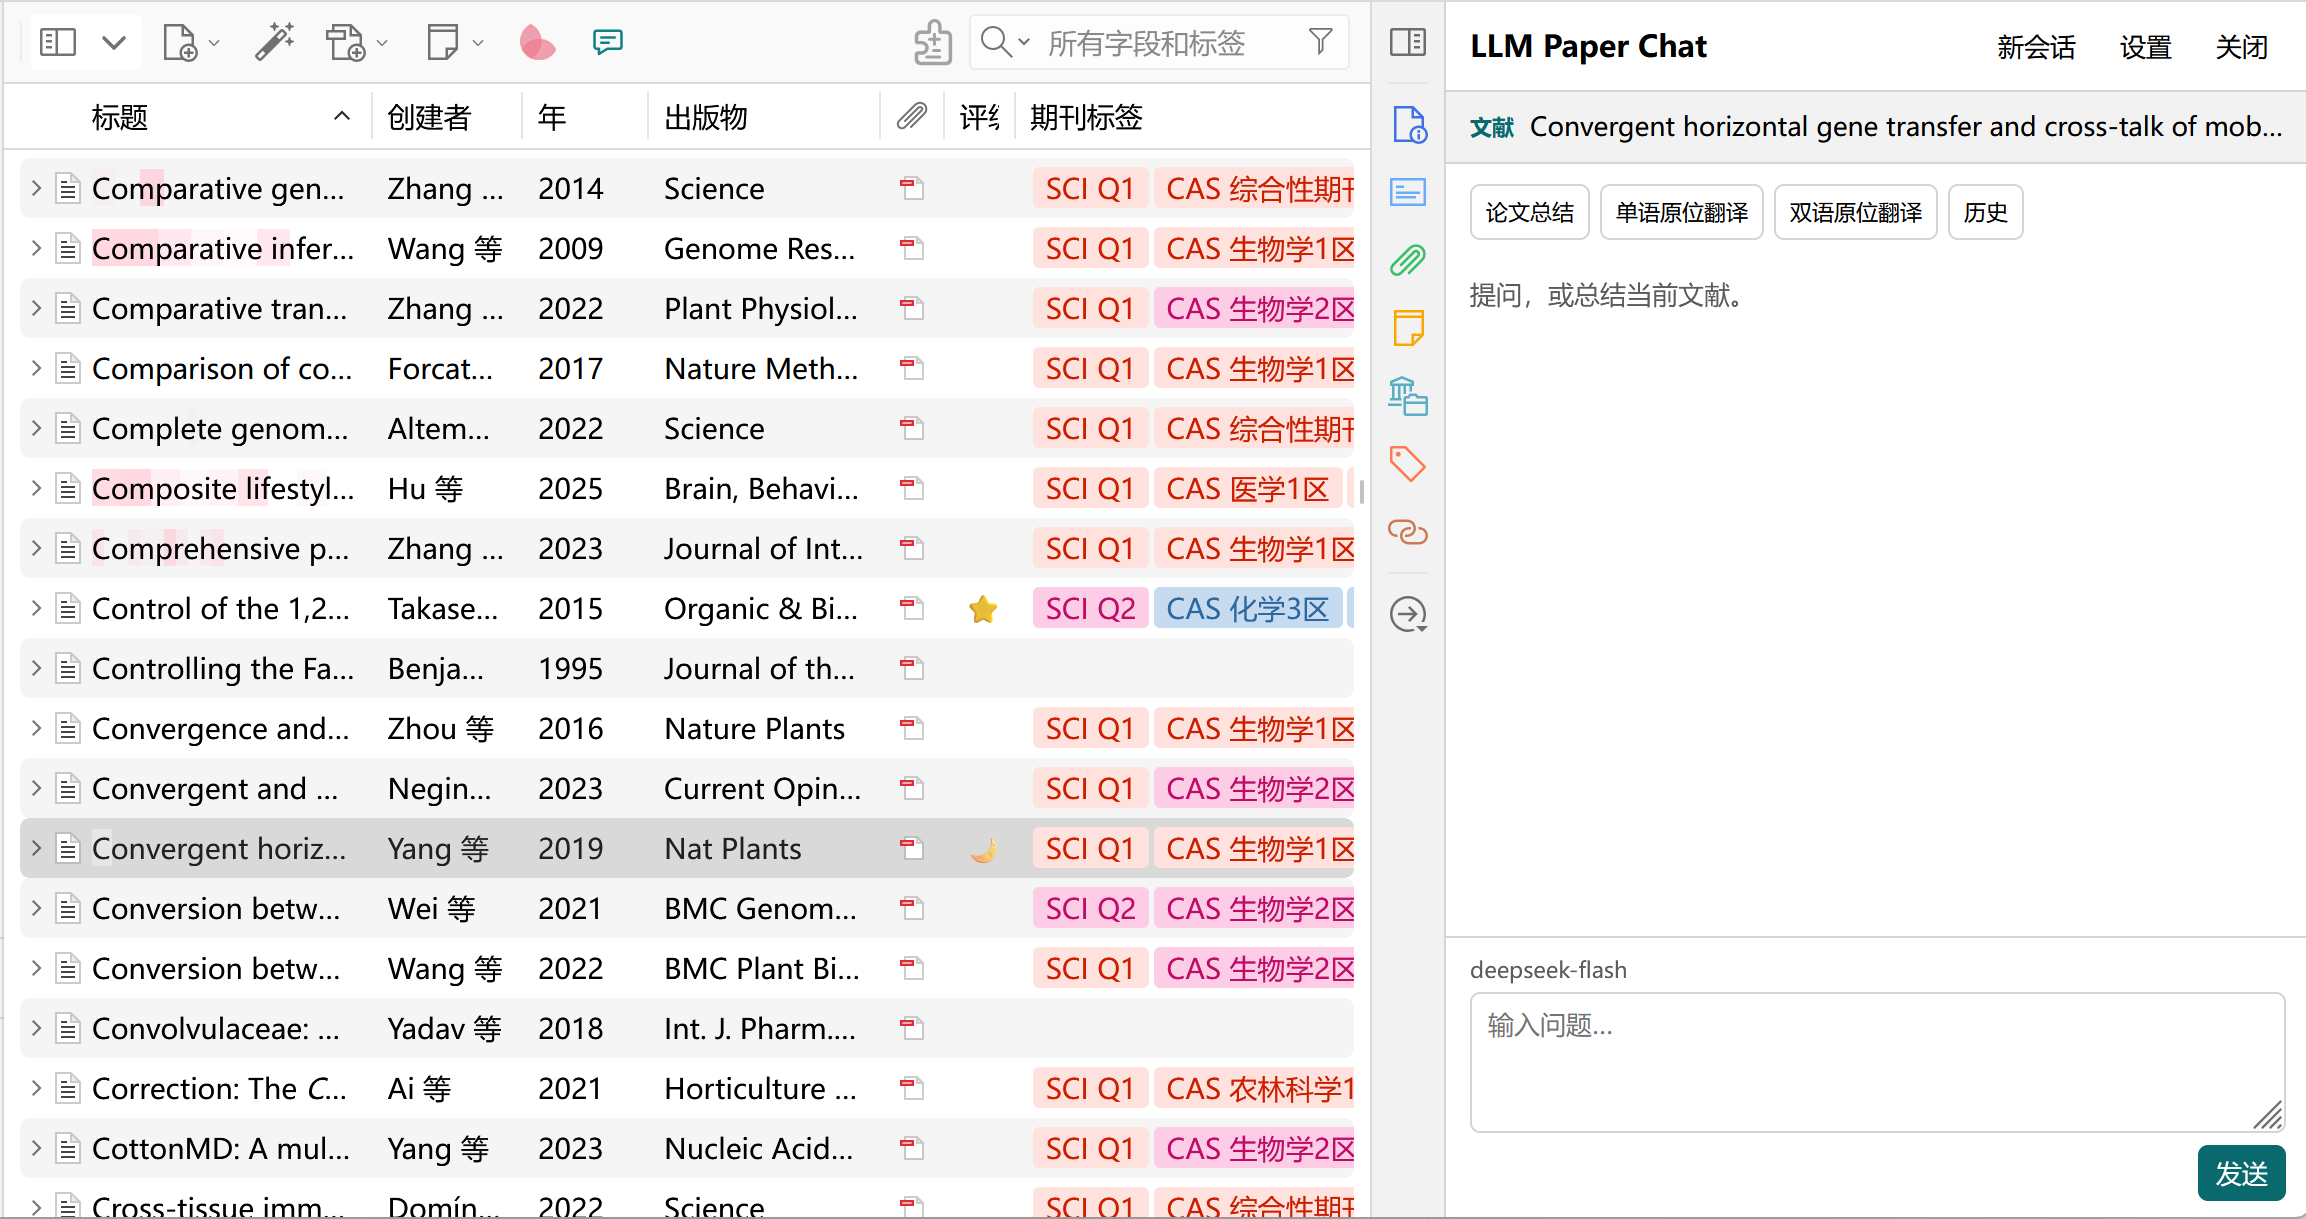 所有字段和标签
标题 创建者 年 出版物 期刊标签
Comparative gen... Zhang ... 2014 Science SCI Q1 CAS 综合性期刊
Comparative infer... Wang 等 2009 Genome Res... SCI Q1 CAS 生物学1区
Comparative tran... Zhang ... 2022 Plant Physiol... SCI Q1 CAS 生物学2区
Comparison of co... Forcat... 2017 Nature Meth... SCI Q1 CAS 生物学1区
Complete genom... Altem... 2022 Science SCI Q1 CAS 综合性期刊
Composite lifestyl... Hu 等 2025 Brain, Behavi... SCI Q1 CAS 医学1区
Comprehensive p... Zhang ... 2023 Journal of Int... SCI Q1 CAS 生物学1区
Control of the 1,2... Takase... 2015 Organic & Bi... SCI Q2 CAS 化学3区
Controlling the Fa... Benja... 1995 Journal of th...
Convergence and... Zhou 等 2016 Nature Plants SCI Q1 CAS 生物学1区
Convergent and ... Negin... 2023 Current Opin... SCI Q1 CAS 生物学2区
Convergent horiz... Yang 等 2019 Nat Plants SCI Q1 CAS 生物学1区
Conversion betw... Wei 等 2021 BMC Genom... SCI Q2 CAS 生物学2区
Conversion betw... Wang 等 2022 BMC Plant Bi... SCI Q1 CAS 生物学2区
Convolvulaceae: ... Yadav 等 2018 Int. J. Pharm....
Correction: The C... Ai 等 2021 Horticulture ... SCI Q1 CAS 农林科学1
CottonMD: A mul... Yang 等 2023 Nucleic Acid... SCI Q1 CAS 生物学2区
Cross-tissue imm... Domín... 2022 Science SCI Q1 CAS 综合性期刊
LLM Paper Chat 新会话 设置 关闭
文献 Convergent horizontal gene transfer and cross-talk of mob...
论文总结 单语原位翻译 双语原位翻译 历史
提问，或总结当前文献。
deepseek-flash
输入问题...
发送